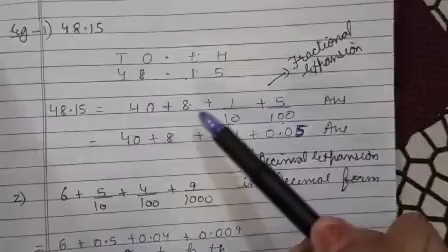 Eg- 1) 48.15
T O . t H
4 8 . 1 5
Fractional expansion
48.15 = 40 + 8 + 1/10 + 5/100 Ans
= 40 + 8 + + 0.05 Ans
Decimal Expansion
2) 6 + 5/10 + 4/100 + 9/1000 in Decimal form
= 6 + 0.5 + 0.04 + 0.009